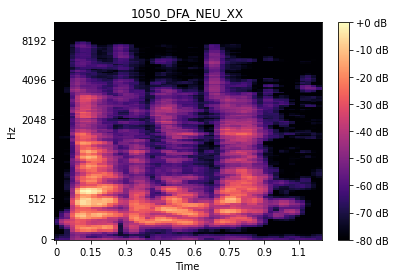 1050_DFA_NEU_XX
+0 dB
8192
-10 dB
4096
-20 dB
-30 dB
2048
Hz
-40 dB
1024
-50 dB
512
-60 dB
-70 dB
0
-80 dB
0 0.15 0.3 0.45 0.6 0.75 0.9 1.1
Time